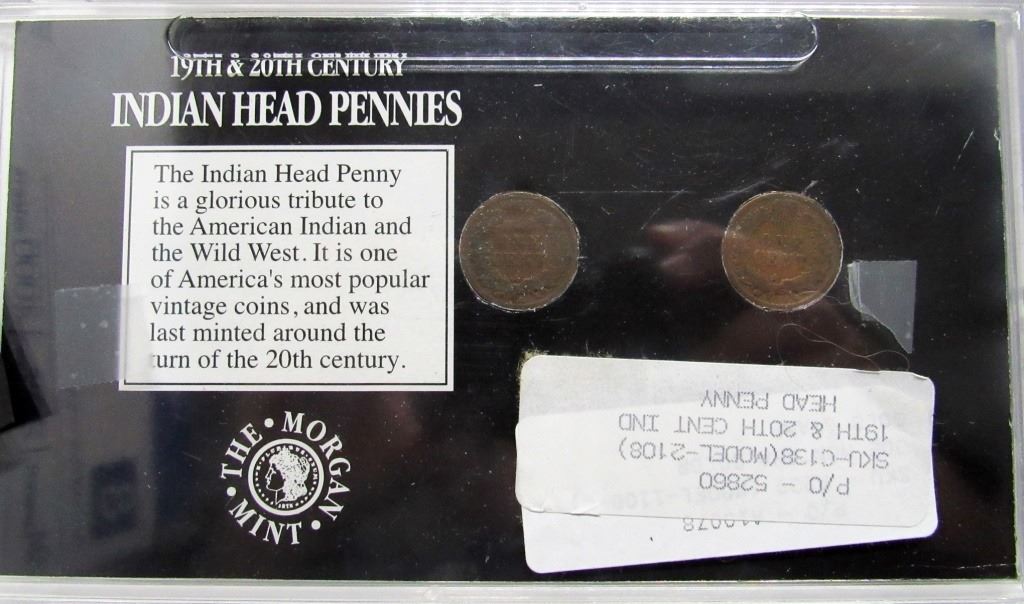 19TH & 20TH CENTURY
INDIAN HEAD PENNIES
The Indian Head Penny
is a glorious tribute to
the American Indian and
the Wild West. It is one
of America's most popular
vintage coins, and was
last minted around the
turn of the 20th century.
THE • MORGAN • MINT •
P/O - 52860
SKU-C138(MODEL-2108)
19TH & 20TH CENT IND
HEAD PENNY